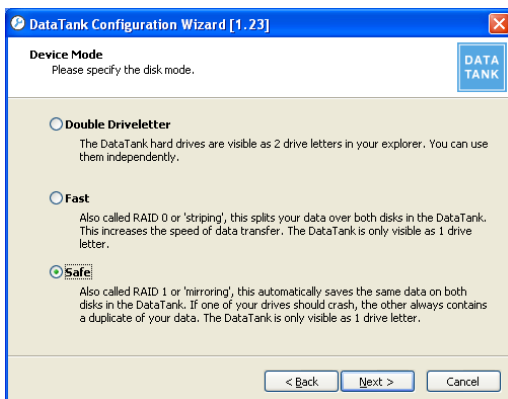 DataTank Configuration Wizard [1.23]
Device Mode
Please specify the disk mode.
DATA
TANK
Double Driveletter
The DataTank hard drives are visible as 2 drive letters in your explorer. You can use
them independently.
Fast
Also called RAID 0 or 'striping', this splits your data over both disks in the DataTank.
This increases the speed of data transfer. The DataTank is only visible as 1 drive
letter.
Safe
Also called RAID 1 or 'mirroring', this automatically saves the same data on both
disks in the DataTank. If one of your drives should crash, the other always contains
a duplicate of your data. The DataTank is only visible as 1 drive letter.
< Back Next > Cancel